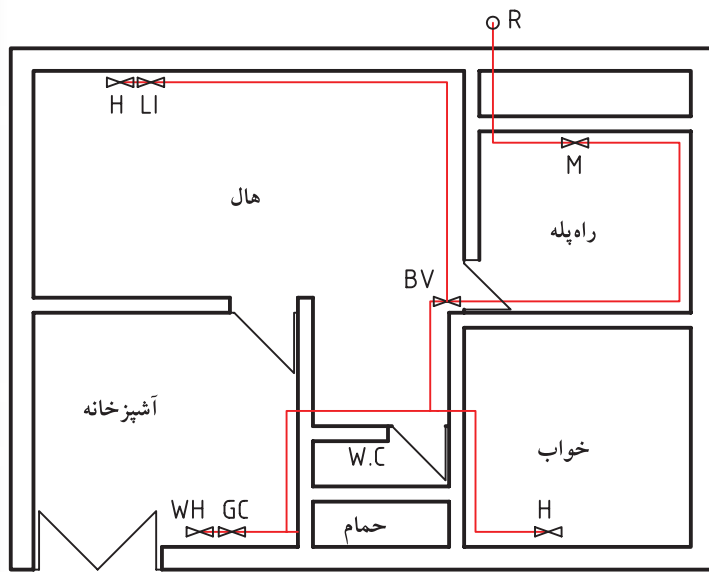 R
H LI
M
هال
راه‌پله
BV
آشپزخانه
W.C
خواب
WH GC
حمام
H